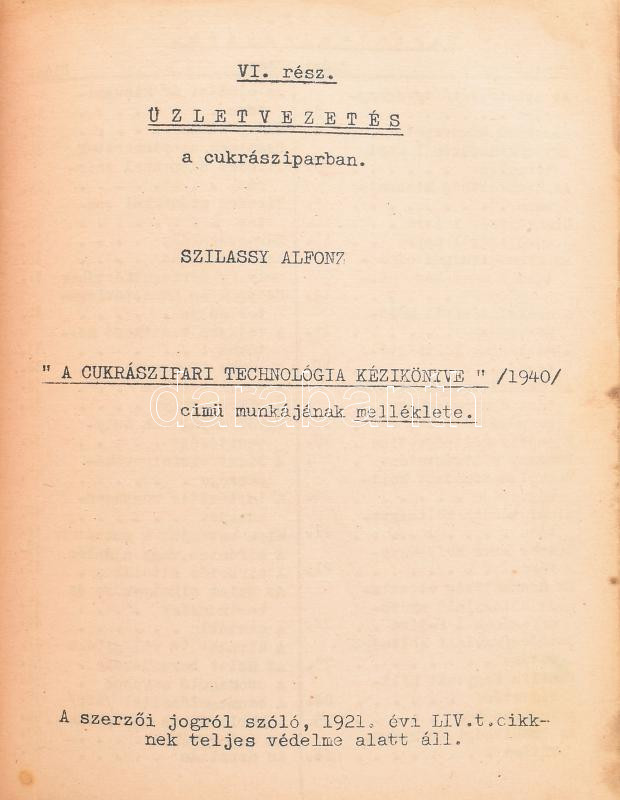 VI. rész.
Ü Z L E T V E Z E T É S
a cukrásziparban.
SZILASSY ALFONZ
" A CUKRÁSZIPARI TECHNOLÓGIA KÉZIKÖNYVE " /1940/
darabanth
cimü munkájának melléklete.
A szerzői jogról szóló, 1921. évi LIV.t.cikk-
nek teljes védelme alatt áll.